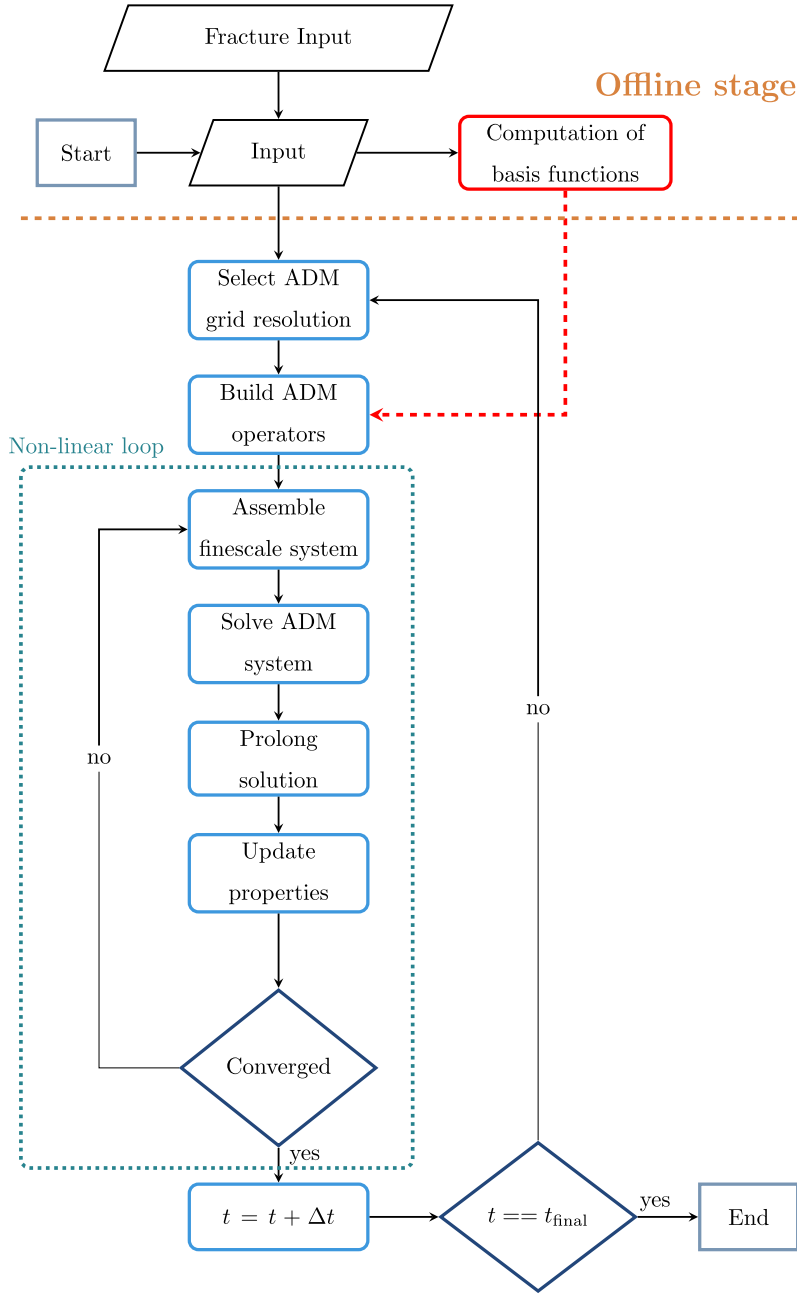 Fracture Input
Offline stage
Start
Input
Computation of
basis functions
Select ADM
grid resolution
Build ADM
operators
Non-linear loop
Assemble
finescale system
Solve ADM
system
no
Prolong
solution
no
Update
properties
Converged
yes
t = t + Δt
t == t_final
yes
End